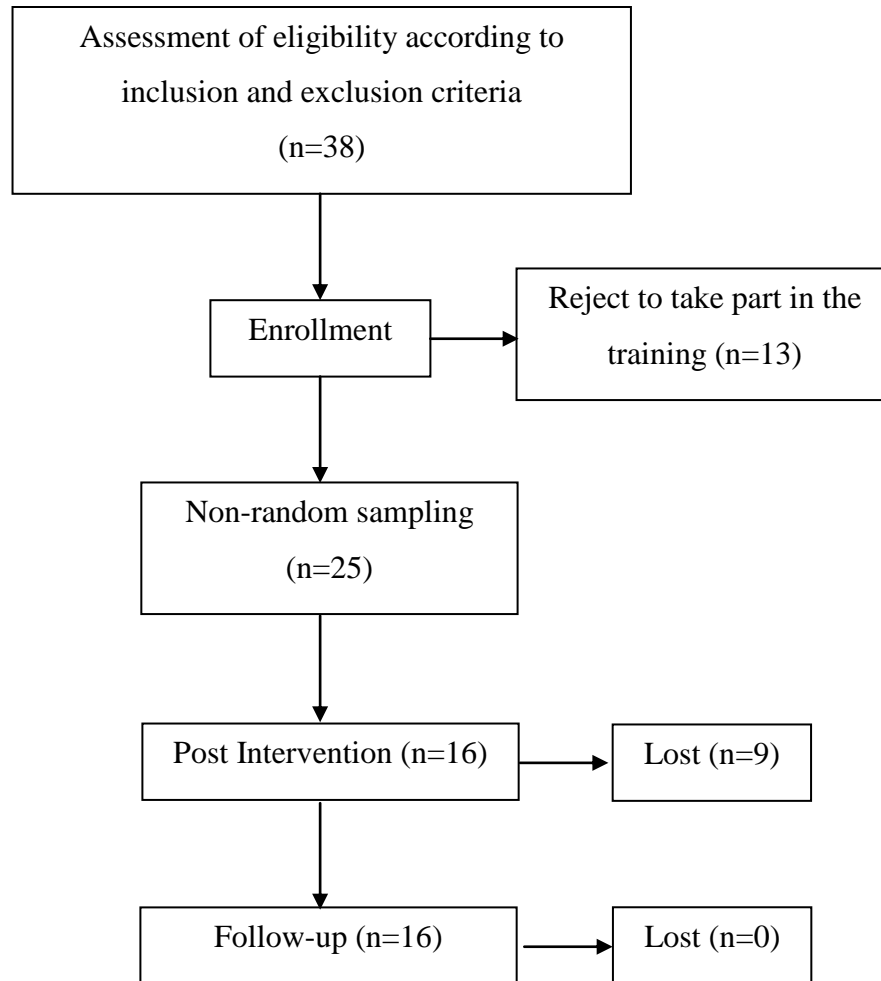 Assessment of eligibility according to
inclusion and exclusion criteria
(n=38)
Enrollment
Reject to take part in the
training (n=13)
Non-random sampling
(n=25)
Post Intervention (n=16)
Lost (n=9)
Follow-up (n=16)
Lost (n=0)